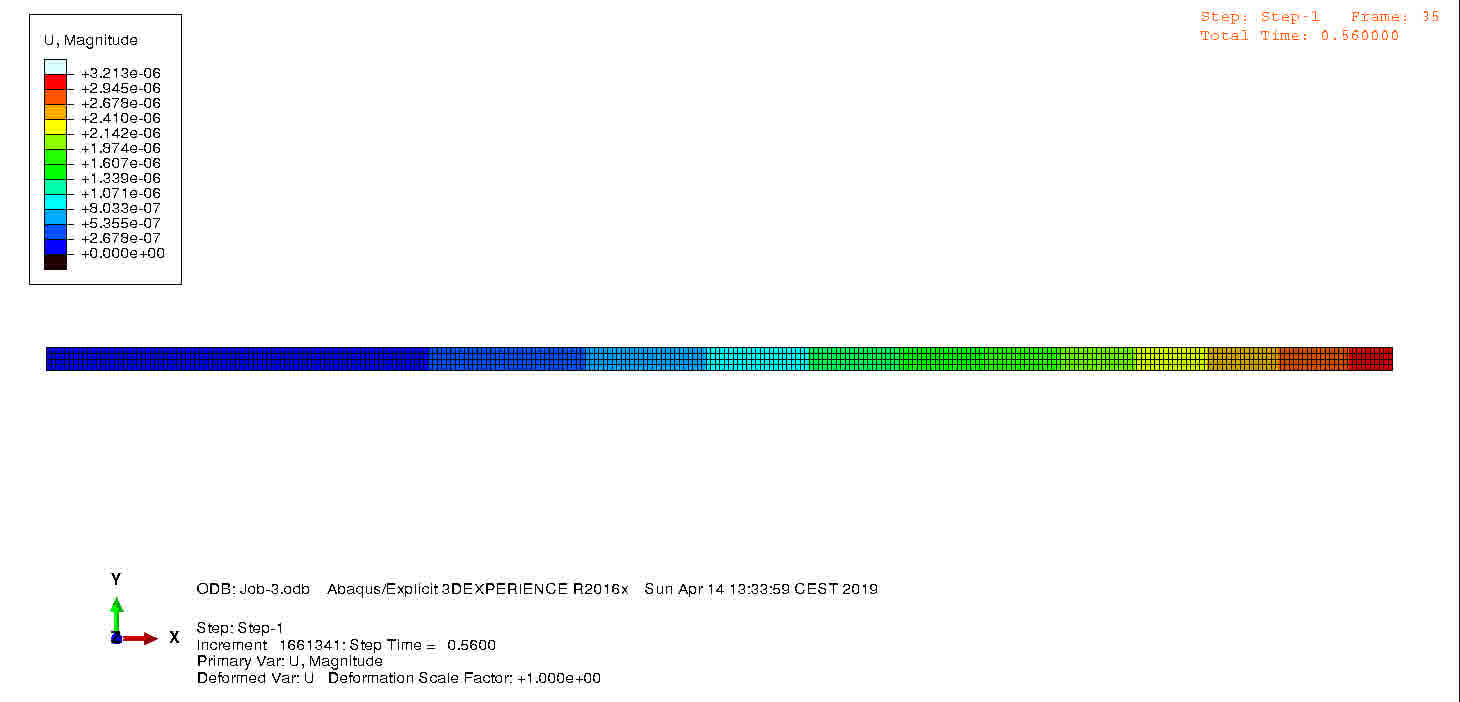 U, Magnitude
+3.213e-06
+2.945e-06
+2.678e-06
+2.410e-06
+2.142e-06
+1.874e-06
+1.607e-06
+1.339e-06
+1.071e-06
+8.033e-07
+5.355e-07
+2.678e-07
+0.000e+00
Step: Step-1 Frame: 35
Total Time: 0.560000
Y
X
ODB: Job-3.odb Abaqus/Explicit 3DEXPERIENCE R2016x Sun Apr 14 13:33:59 CEST 2019
Step: Step-1
Increment 1661341: Step Time = 0.5600
Primary Var: U, Magnitude
Deformed Var: U Deformation Scale Factor: +1.000e+00